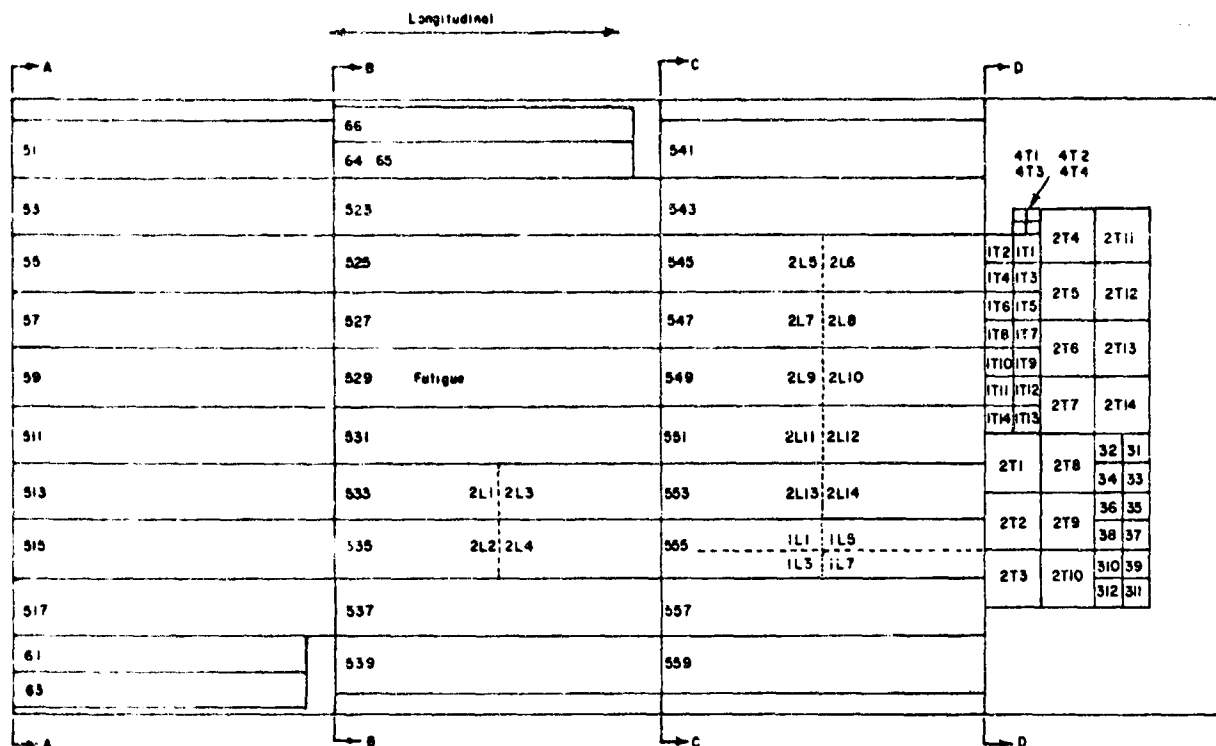 Longitudinal
A B C D
66
51 64 65 541
4T1 4T2
4T3 4T4
53 523 543
2T4 2T11
1T2 1T1
55 525 545 2L5 2L6
1T4 1T3
2T5 2T12
1T6 1T5
57 527 547 2L7 2L8
1T8 1T7
2T6 2T13
1T10 1T9
59 529 Fatigue 549 2L9 2L10
1T11 1T12
2T7 2T14
1T14 1T13
511 531 551 2L11 2L12
32 31
2T1 2T8
34 33
513 533 2L1 2L3 553 2L13 2L14
36 35
2T2 2T9
515 535 2L2 2L4 555 1L1 1L5
38 37
1L3 1L7
310 39
2T3 2T10
312 311
517 537 557
61
539 559
63
A B C D